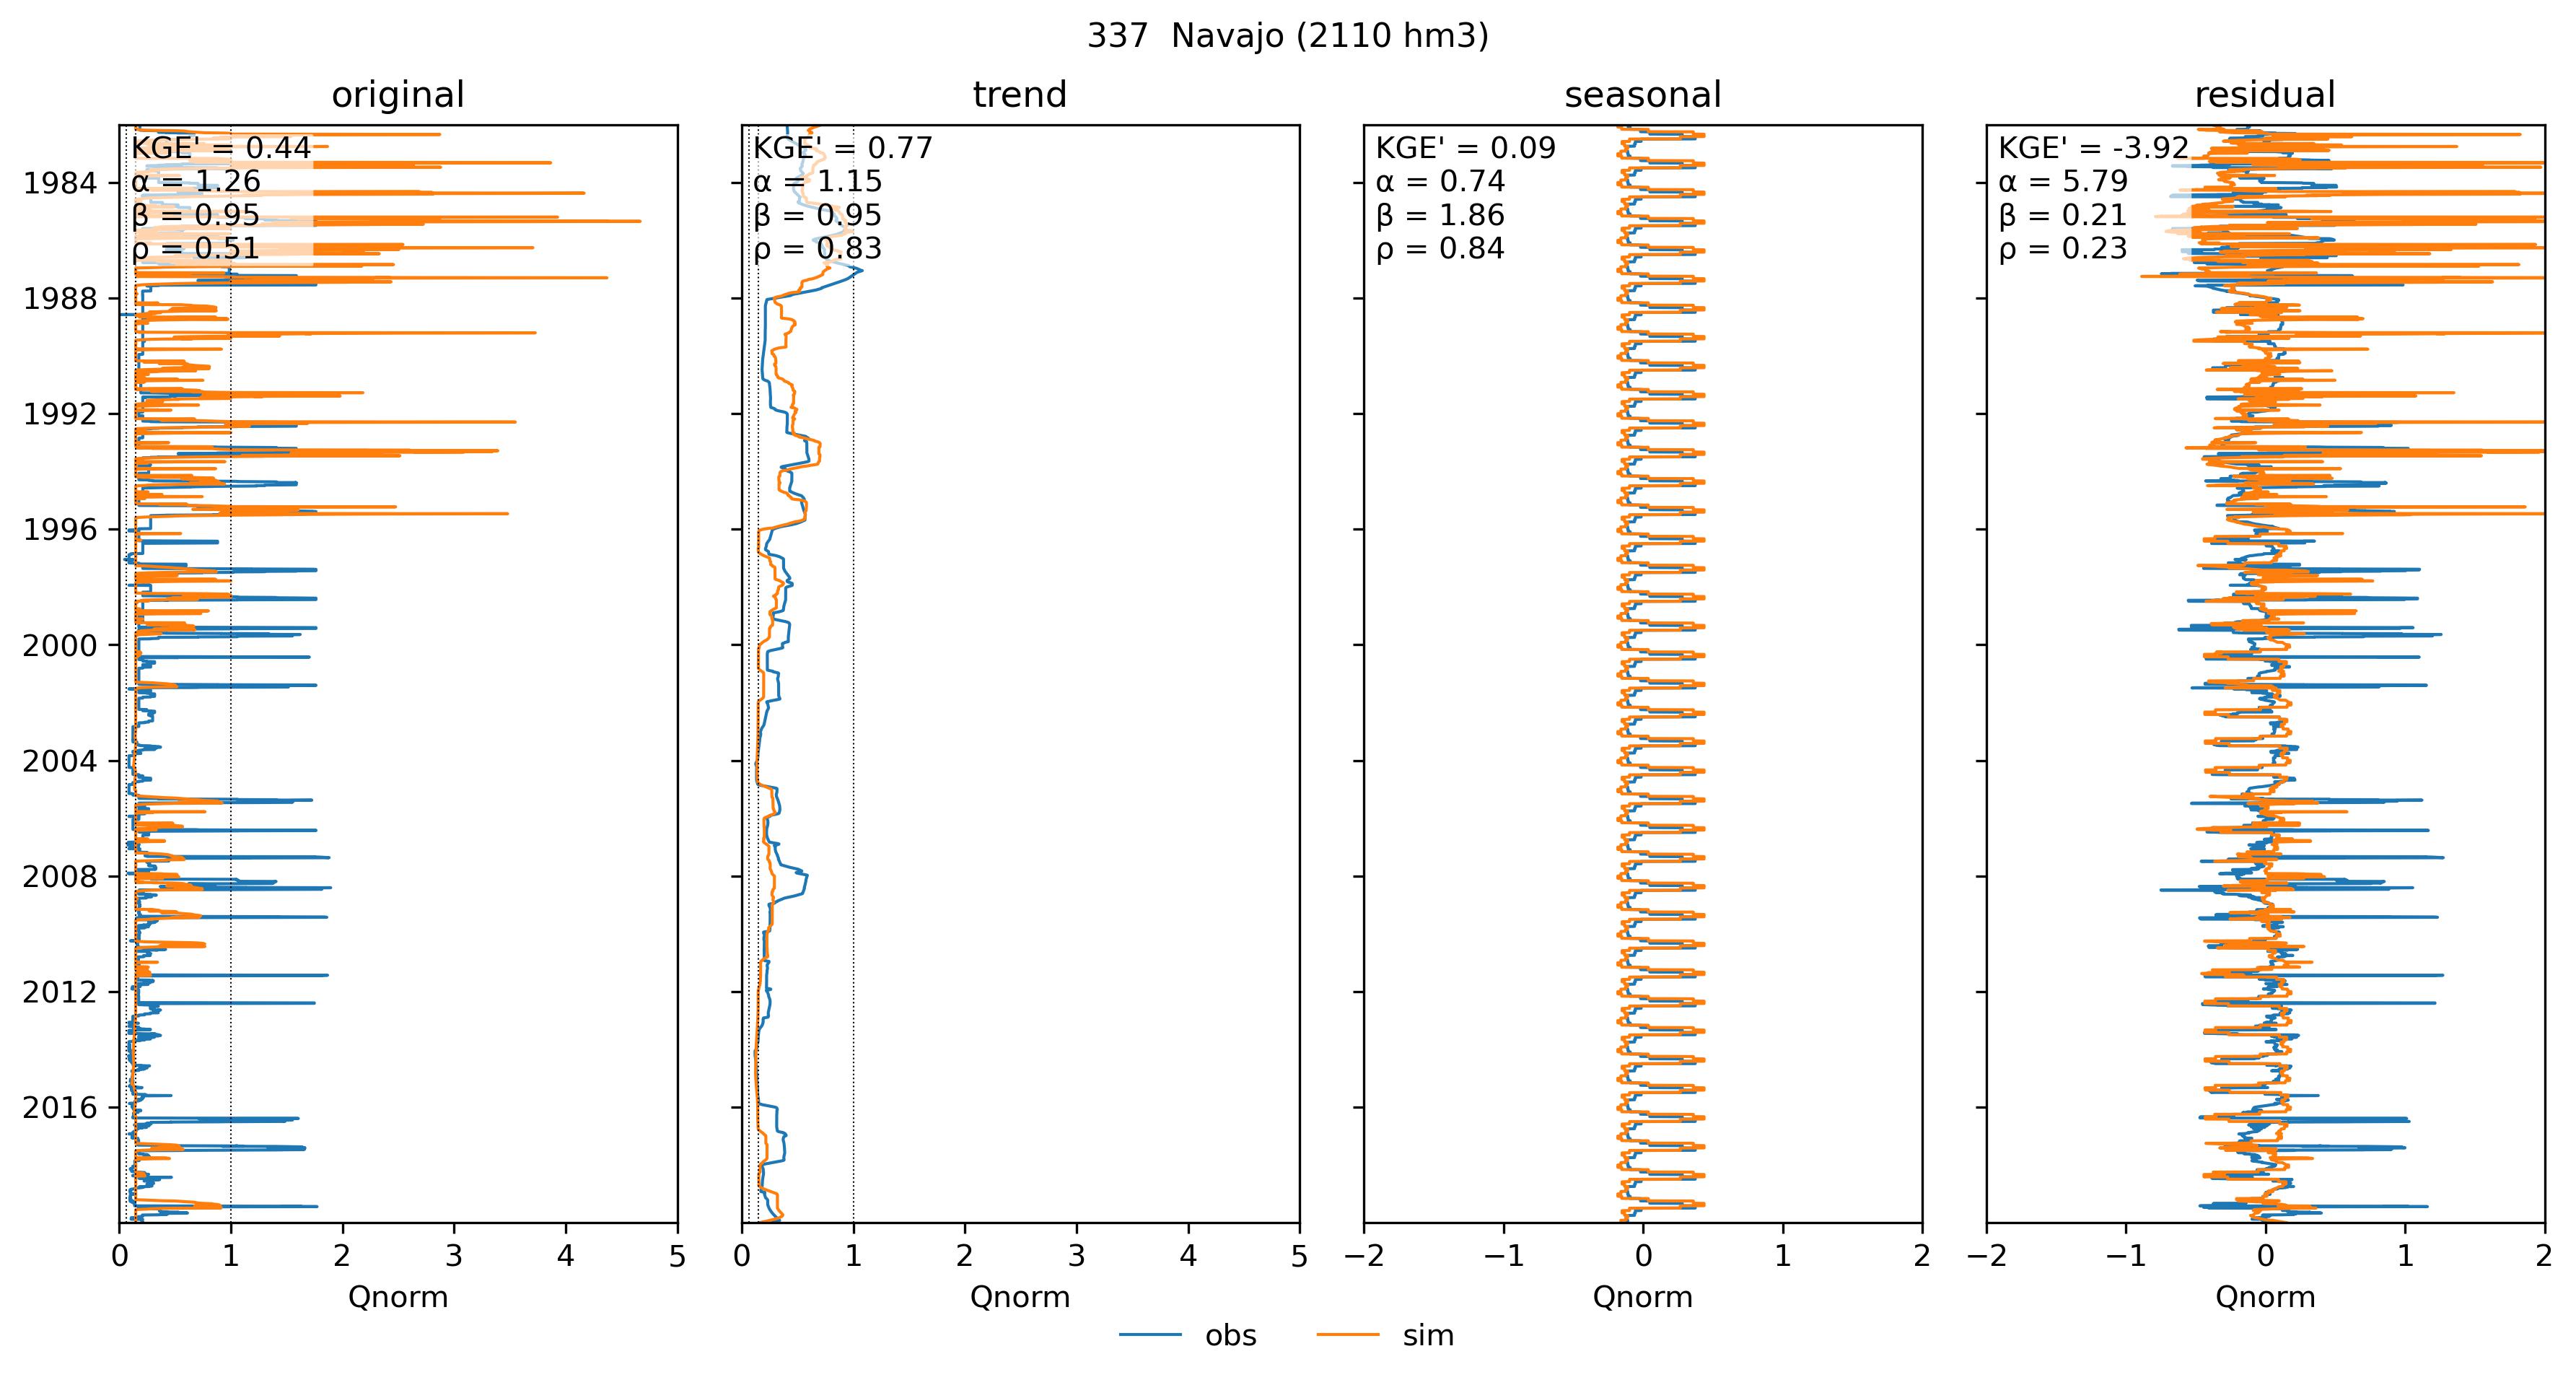 337  Navajo (2110 hm3)
original
trend
seasonal
residual
KGE' = 0.44
α = 1.26
β = 0.95
ρ = 0.51
KGE' = 0.77
α = 1.15
β = 0.95
ρ = 0.83
KGE' = 0.09
α = 0.74
β = 1.86
ρ = 0.84
KGE' = -3.92
α = 5.79
β = 0.21
ρ = 0.23
1984
1988
1992
1996
2000
2004
2008
2012
2016
0 1 2 3 4 5
0 1 2 3 4 5
−2 −1 0 1 2
−2 −1 0 1 2
Qnorm
Qnorm
Qnorm
Qnorm
obs
sim